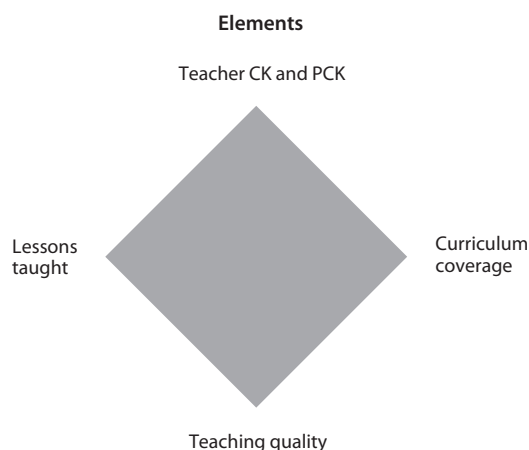 Elements
Teacher CK and PCK
Lessons
taught
Curriculum
coverage
Teaching quality